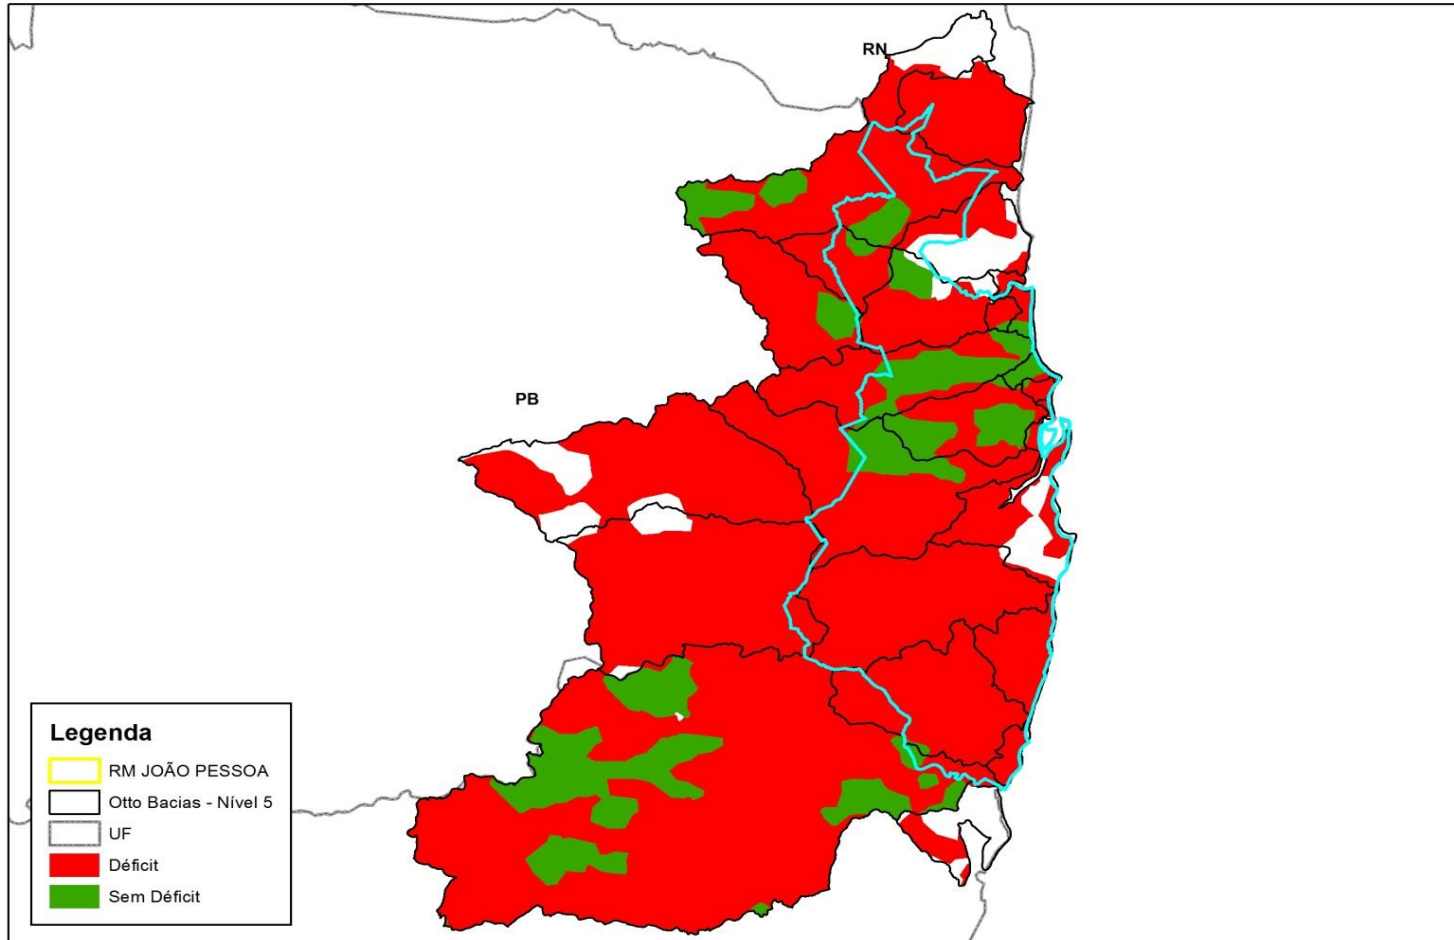 RN
PB
Legenda
RM JOÃO PESSOA
Otto Bacias - Nível 5
UF
Déficit
Sem Déficit